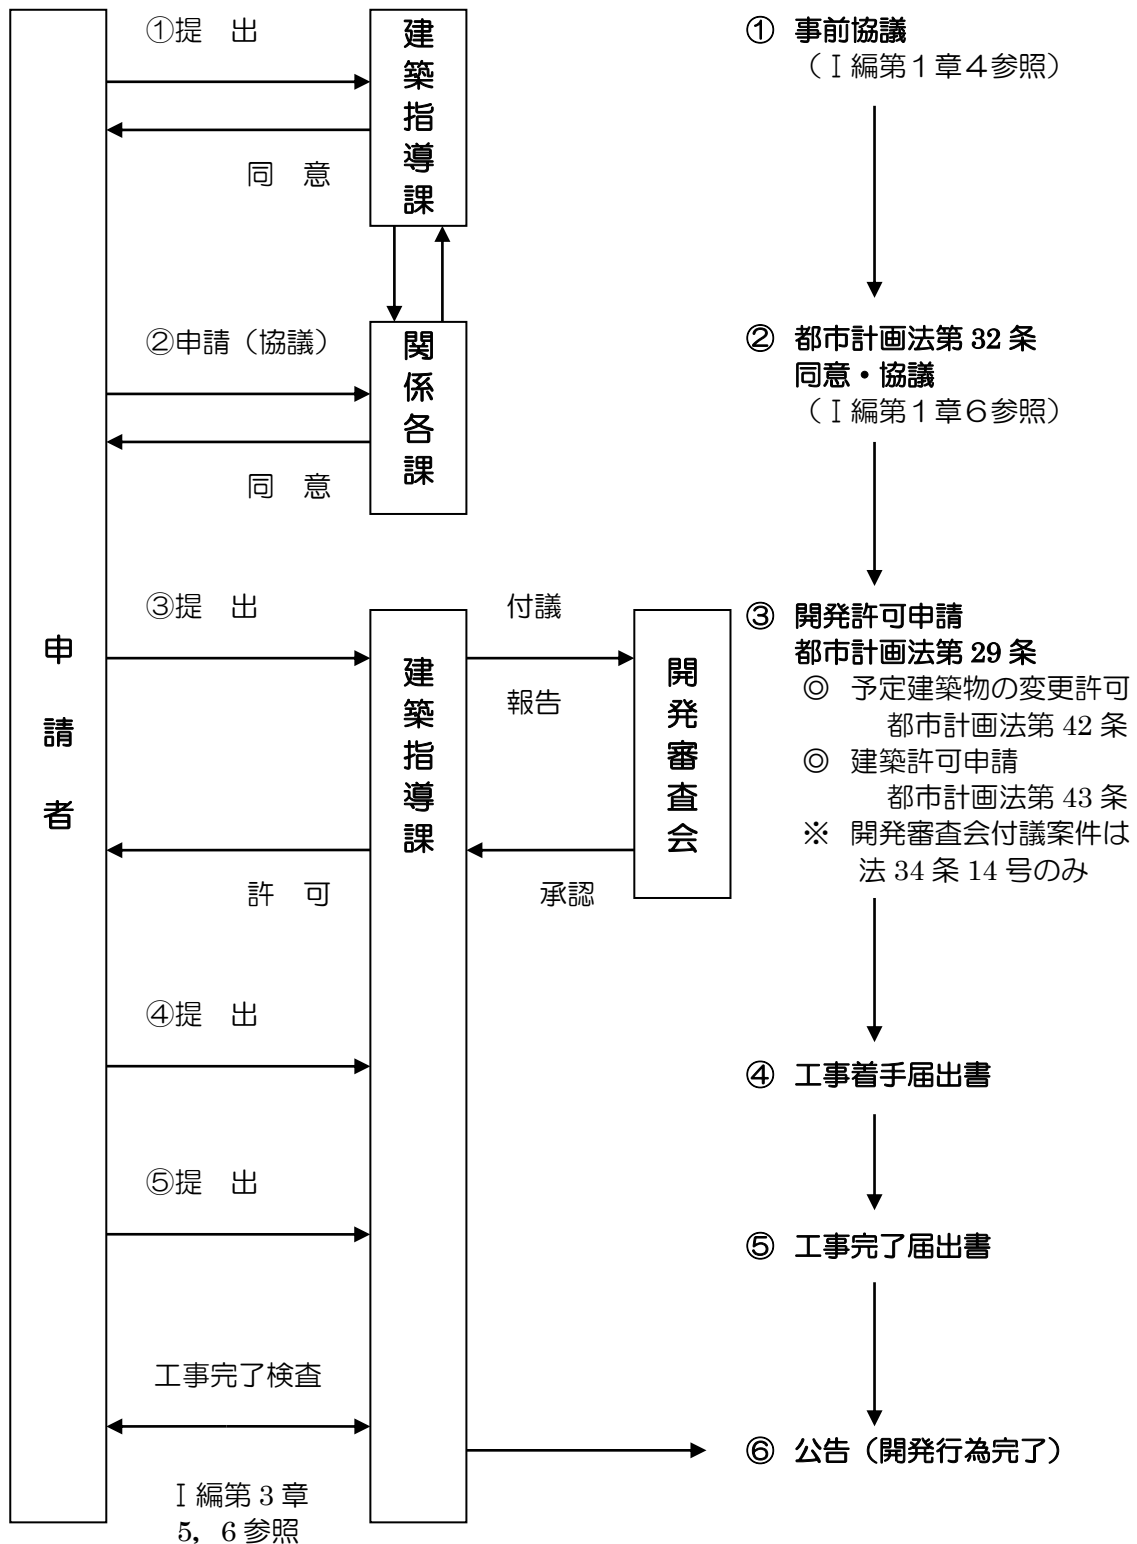 ①提　出
建築指導課
同　意
②申請（協議）
関係各課
同　意
申請者
③提　出
付議
建築指導課
報告
開発審査会
許　可
承認
④提　出
⑤提　出
工事完了検査
Ⅰ編第3章
5，6参照
① 事前協議
（Ⅰ編第１章４参照）
② 都市計画法第 32 条
同意・協議
（Ⅰ編第１章６参照）
③ 開発許可申請
都市計画法第 29 条
◎ 予定建築物の変更許可
都市計画法第 42 条
◎ 建築許可申請
都市計画法第 43 条
※ 開発審査会付議案件は
法 34 条 14 号のみ
④ 工事着手届出書
⑤ 工事完了届出書
⑥ 公告（開発行為完了）